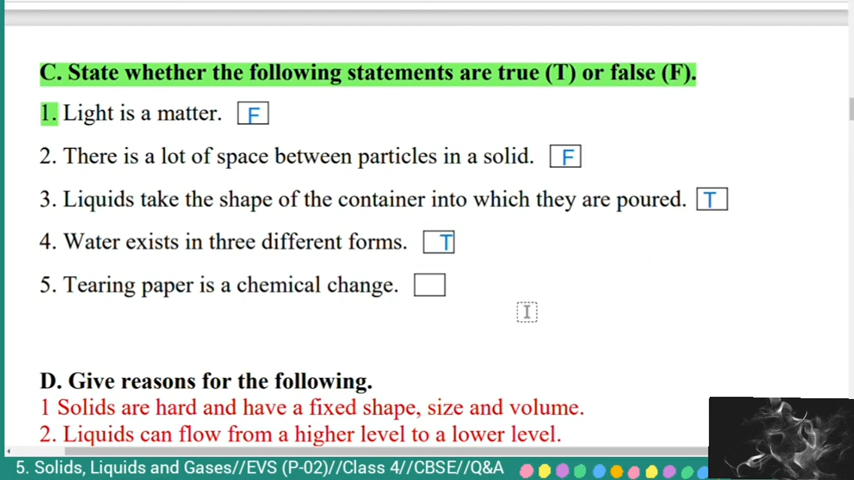 C. State whether the following statements are true (T) or false (F).
1. Light is a matter. F
2. There is a lot of space between particles in a solid. F
3. Liquids take the shape of the container into which they are poured. T
4. Water exists in three different forms. T
5. Tearing paper is a chemical change.
D. Give reasons for the following.
1 Solids are hard and have a fixed shape, size and volume.
2. Liquids can flow from a higher level to a lower level.
5. Solids, Liquids and Gases//EVS (P-02)//Class 4//CBSE//Q&A